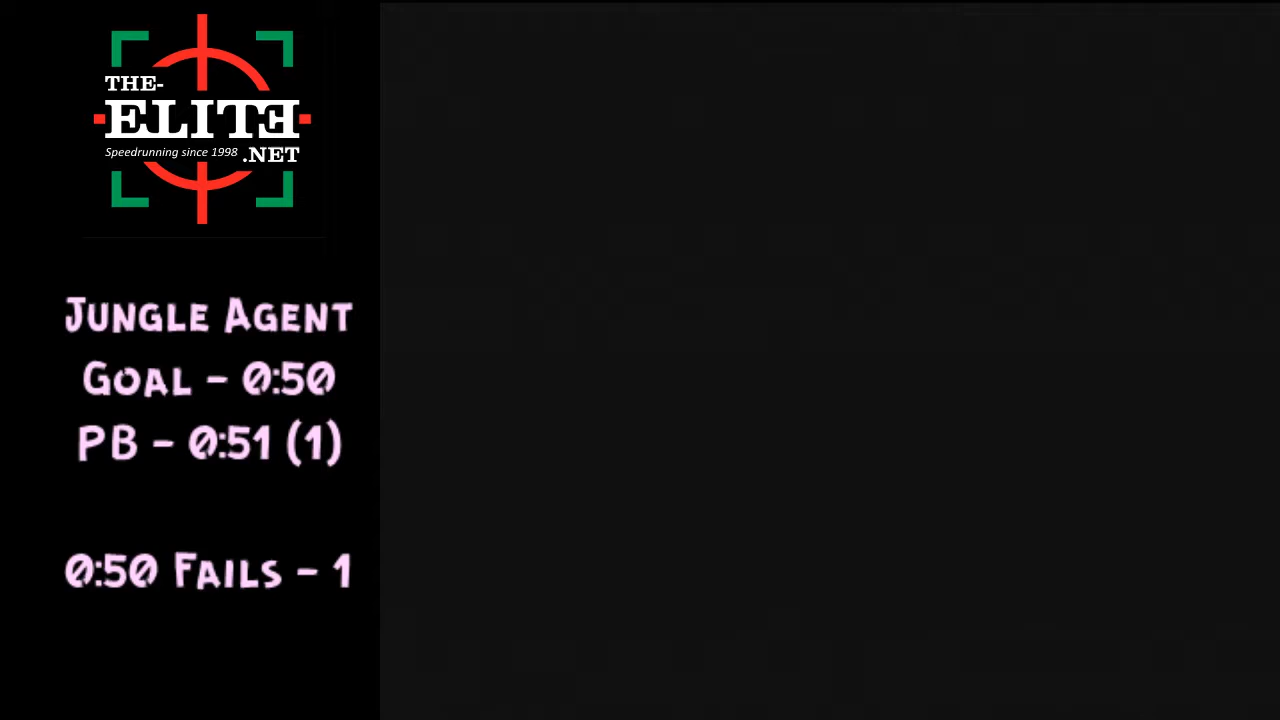 THE-
ELITE
Speedrunning since 1998 .NET
JUNGLE AGENT
GOAL - 0:50
PB - 0:51 (1)
0:50 FAILS - 1